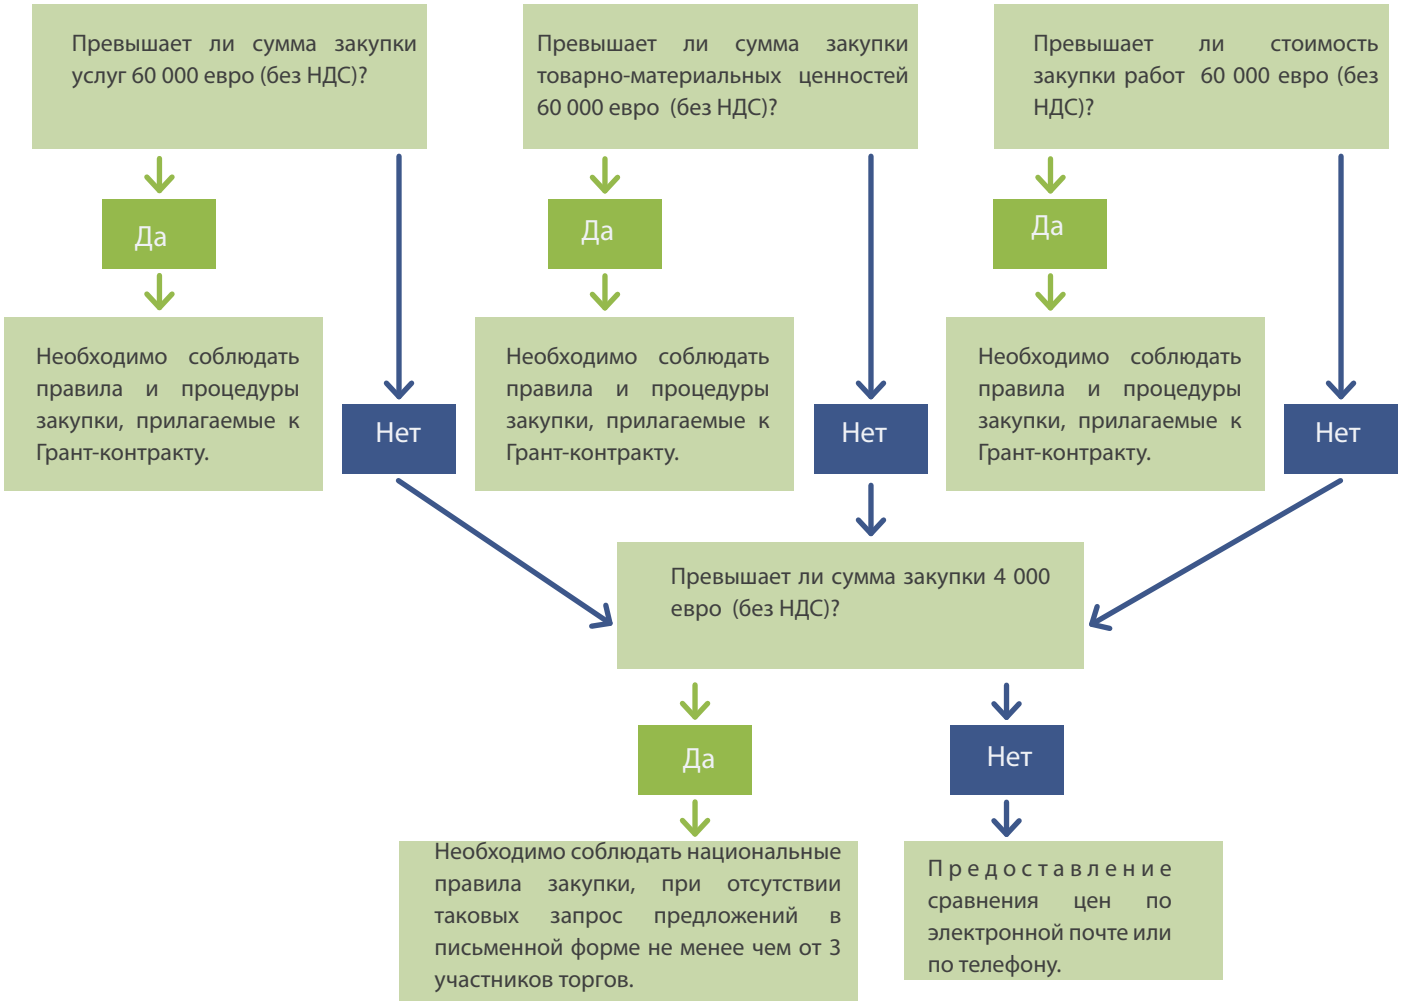 Превышает ли сумма закупки
услуг 60 000 евро (без НДС)?
Превышает ли сумма закупки
товарно-материальных ценностей
60 000 евро (без НДС)?
Превышает ли стоимость
закупки работ 60 000 евро (без
НДС)?
Да
Да
Да
Необходимо соблюдать
правила и процедуры
закупки, прилагаемые к
Грант-контракту.
Нет
Необходимо соблюдать
правила и процедуры
закупки, прилагаемые к
Грант-контракту.
Нет
Необходимо соблюдать
правила и процедуры
закупки, прилагаемые к
Грант-контракту.
Нет
Превышает ли сумма закупки 4 000
евро (без НДС)?
Да
Нет
Необходимо соблюдать национальные
правила закупки, при отсутствии
таковых запрос предложений в
письменной форме не менее чем от 3
участников торгов.
Предоставление
сравнения цен по
электронной почте или
по телефону.